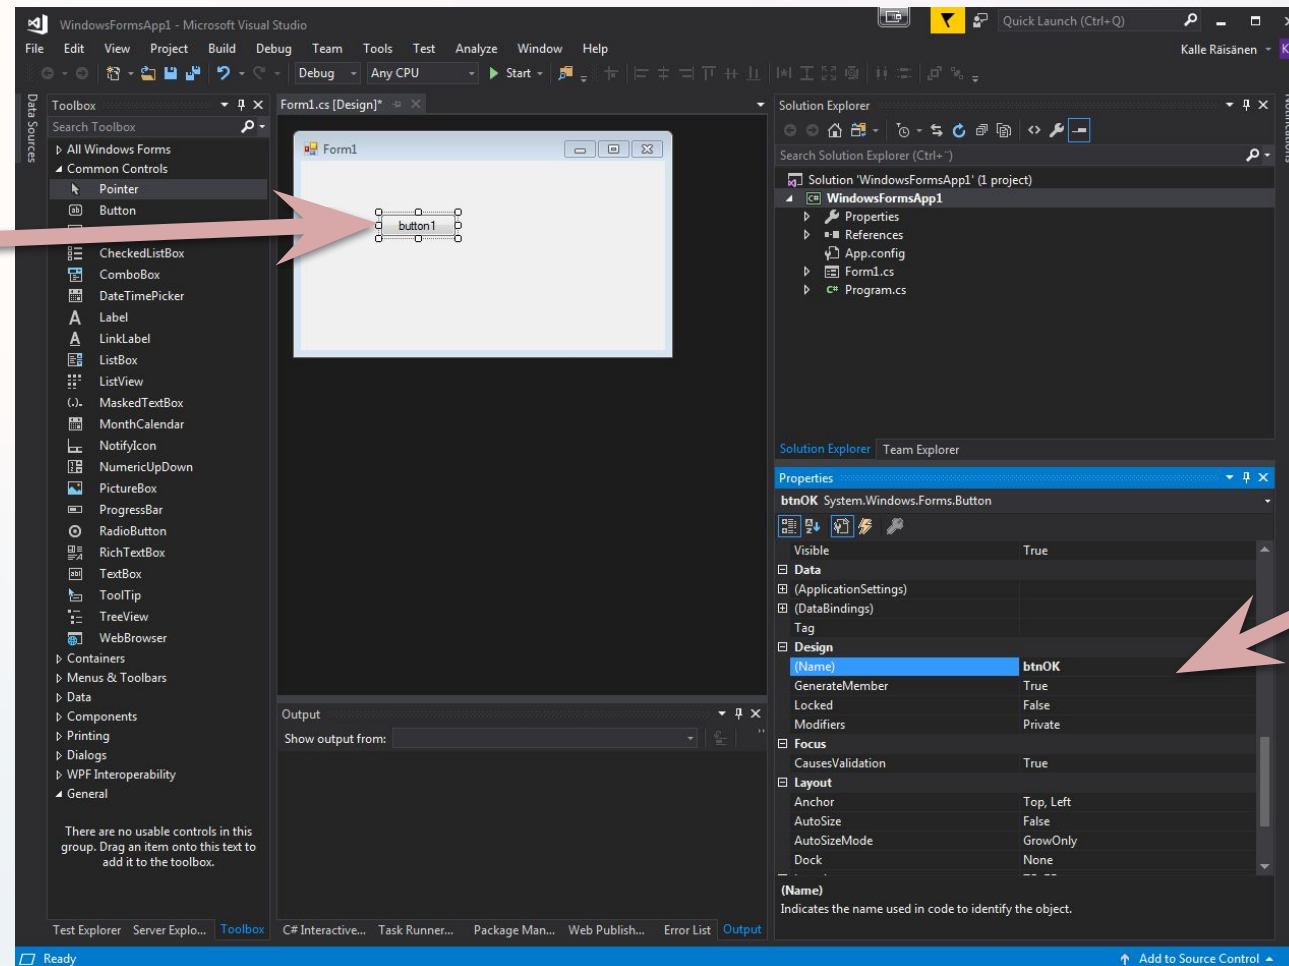 WindowsFormsApp1 - Microsoft Visual Studio
Quick Launch (Ctrl+Q)
File Edit View Project Build Debug Team Tools Test Analyze Window Help
Kalle Räisänen
K
Debug Any CPU Start
Data Sources
Toolbox
Search Toolbox
All Windows Forms
Common Controls
Pointer
Button
CheckedListBox
ComboBox
DateTimePicker
Label
LinkLabel
ListBox
ListView
MaskedTextBox
MonthCalendar
NotifyIcon
NumericUpDown
PictureBox
ProgressBar
RadioButton
RichTextBox
TextBox
ToolTip
TreeView
WebBrowser
Containers
Menus & Toolbars
Data
Components
Printing
Dialogs
WPF Interoperability
General
There are no usable controls in this
group. Drag an item onto this text to
add it to the toolbox.
Test Explorer Server Explo... Toolbox
Form1.cs [Design]*
Form1
button1
Output
Show output from:
C# Interactive... Task Runner... Package Man... Web Publish... Error List Output
Solution Explorer
Search Solution Explorer (Ctrl+¨)
Solution 'WindowsFormsApp1' (1 project)
WindowsFormsApp1
Properties
References
App.config
Form1.cs
Program.cs
Solution Explorer Team Explorer
Properties
btnOK System.Windows.Forms.Button
Visible True
Data
(ApplicationSettings)
(DataBindings)
Tag
Design
(Name) btnOK
GenerateMember True
Locked False
Modifiers Private
Focus
CausesValidation True
Layout
Anchor Top, Left
AutoSize False
AutoSizeMode GrowOnly
Dock None
(Name)
Indicates the name used in code to identify the object.
Notifications
Ready
Add to Source Control